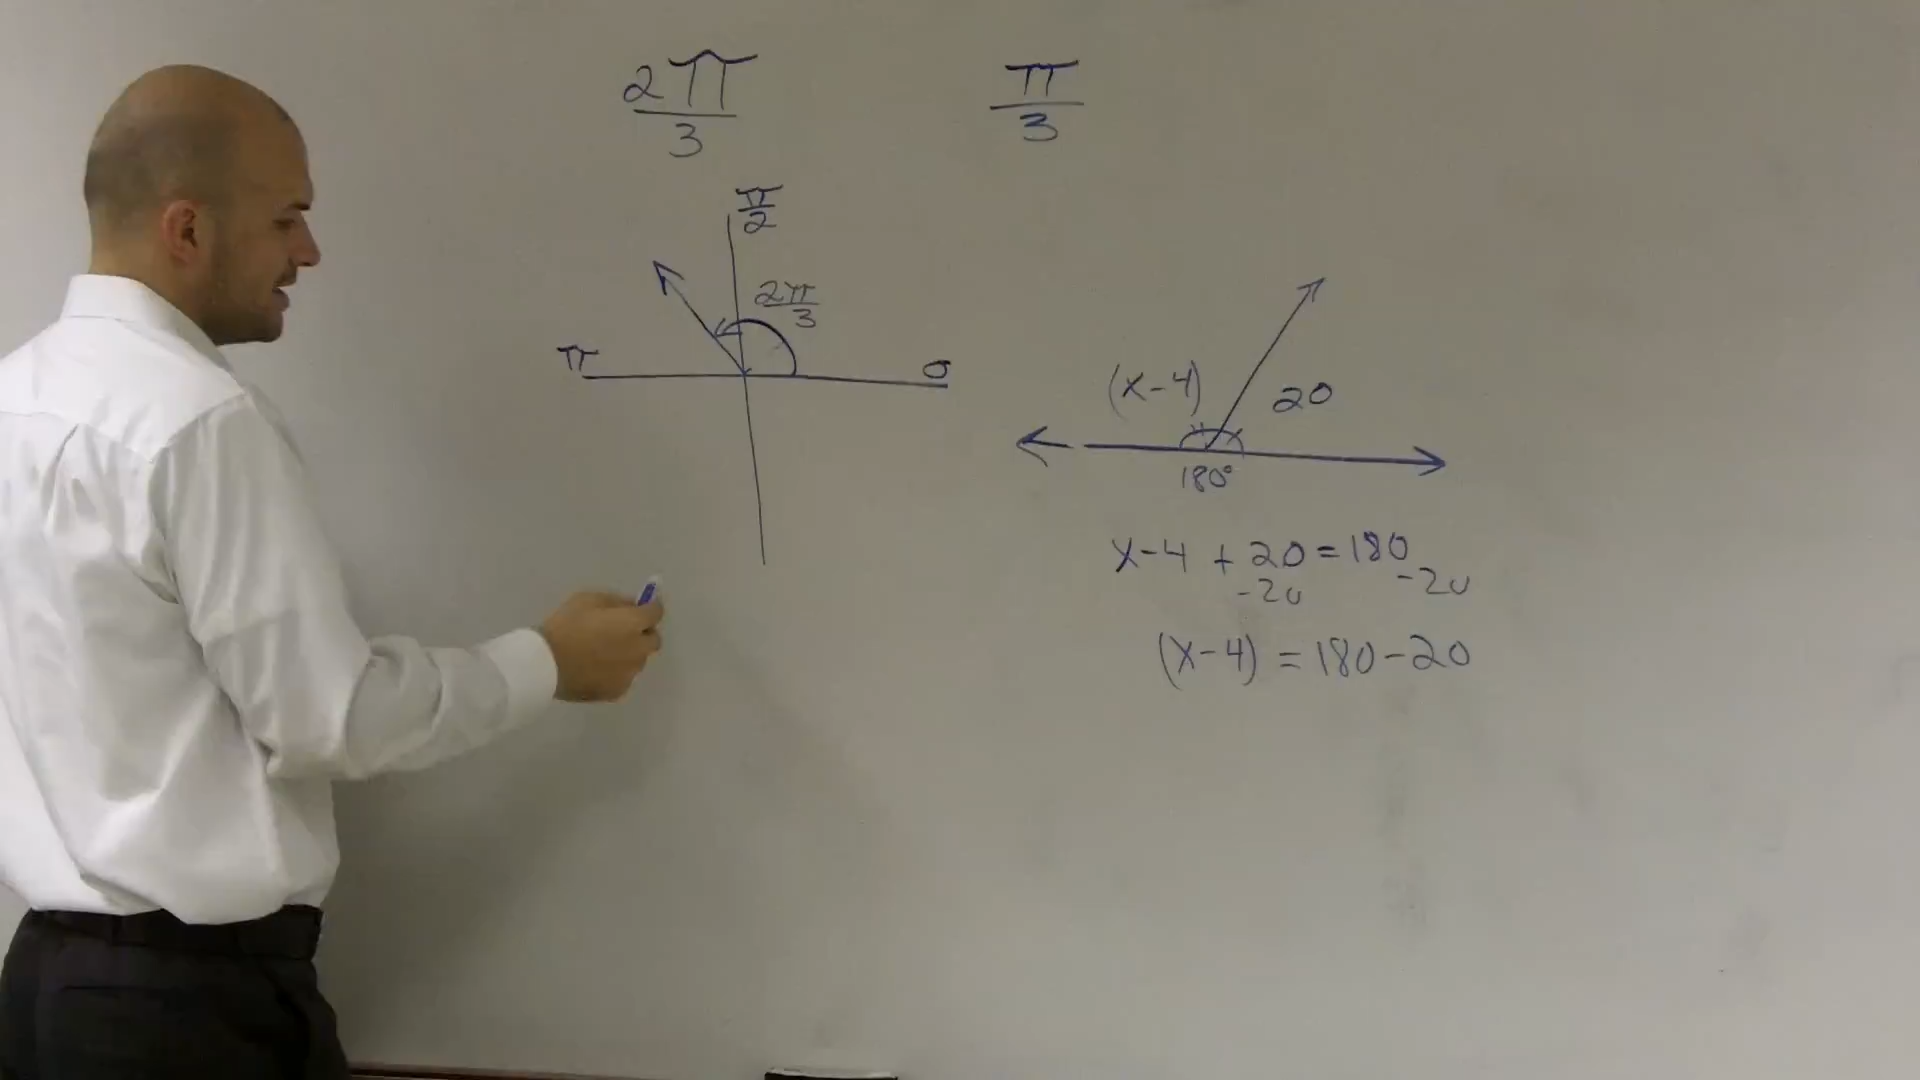 2π/3
π/3
π/2
2π/3
π
0
(x-4)
20
180°
x-4 + 20 = 180
-20 -20
(x-4) = 180-20